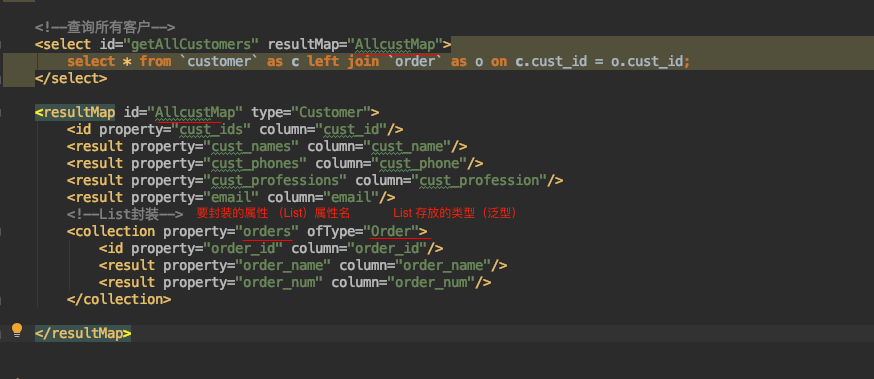 <!--查询所有客户-->
<select id="getAllCustomers" resultMap="AllcustMap">
select * from `customer` as c left join `order` as o on c.cust_id = o.cust_id;
</select>
<resultMap id="AllcustMap" type="Customer">
<id property="cust_ids" column="cust_id"/>
<result property="cust_names" column="cust_name"/>
<result property="cust_phones" column="cust_phone"/>
<result property="cust_professions" column="cust_profession"/>
<result property="email" column="email"/>
<!--List封装--> 要封装的属性 （List）属性名 List 存放的类型（泛型）
<collection property="orders" ofType="Order">
<id property="order_id" column="order_id"/>
<result property="order_name" column="order_name"/>
<result property="order_num" column="order_num"/>
</collection>
</resultMap>